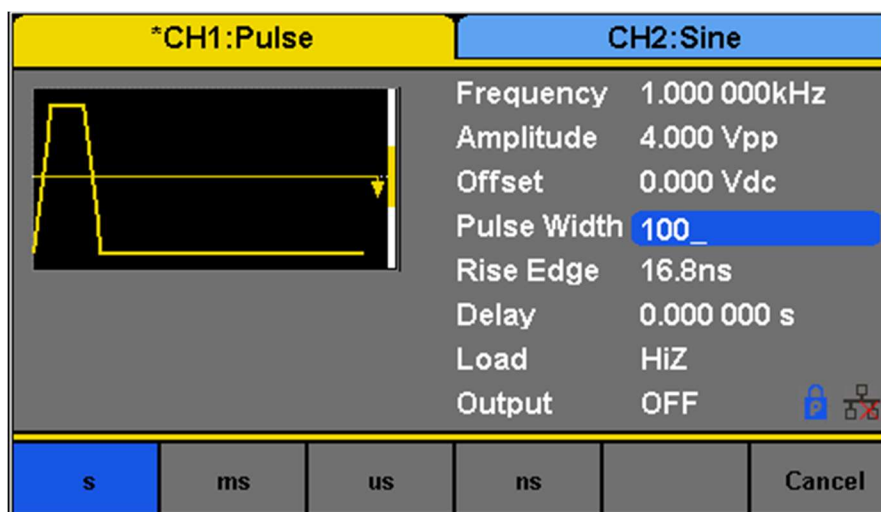 *CH1:Pulse CH2:Sine
Frequency 1.000 000kHz
Amplitude 4.000 Vpp
Offset 0.000 Vdc
Pulse Width 100_
Rise Edge 16.8ns
Delay 0.000 000 s
Load HiZ
Output OFF P
s ms us ns Cancel